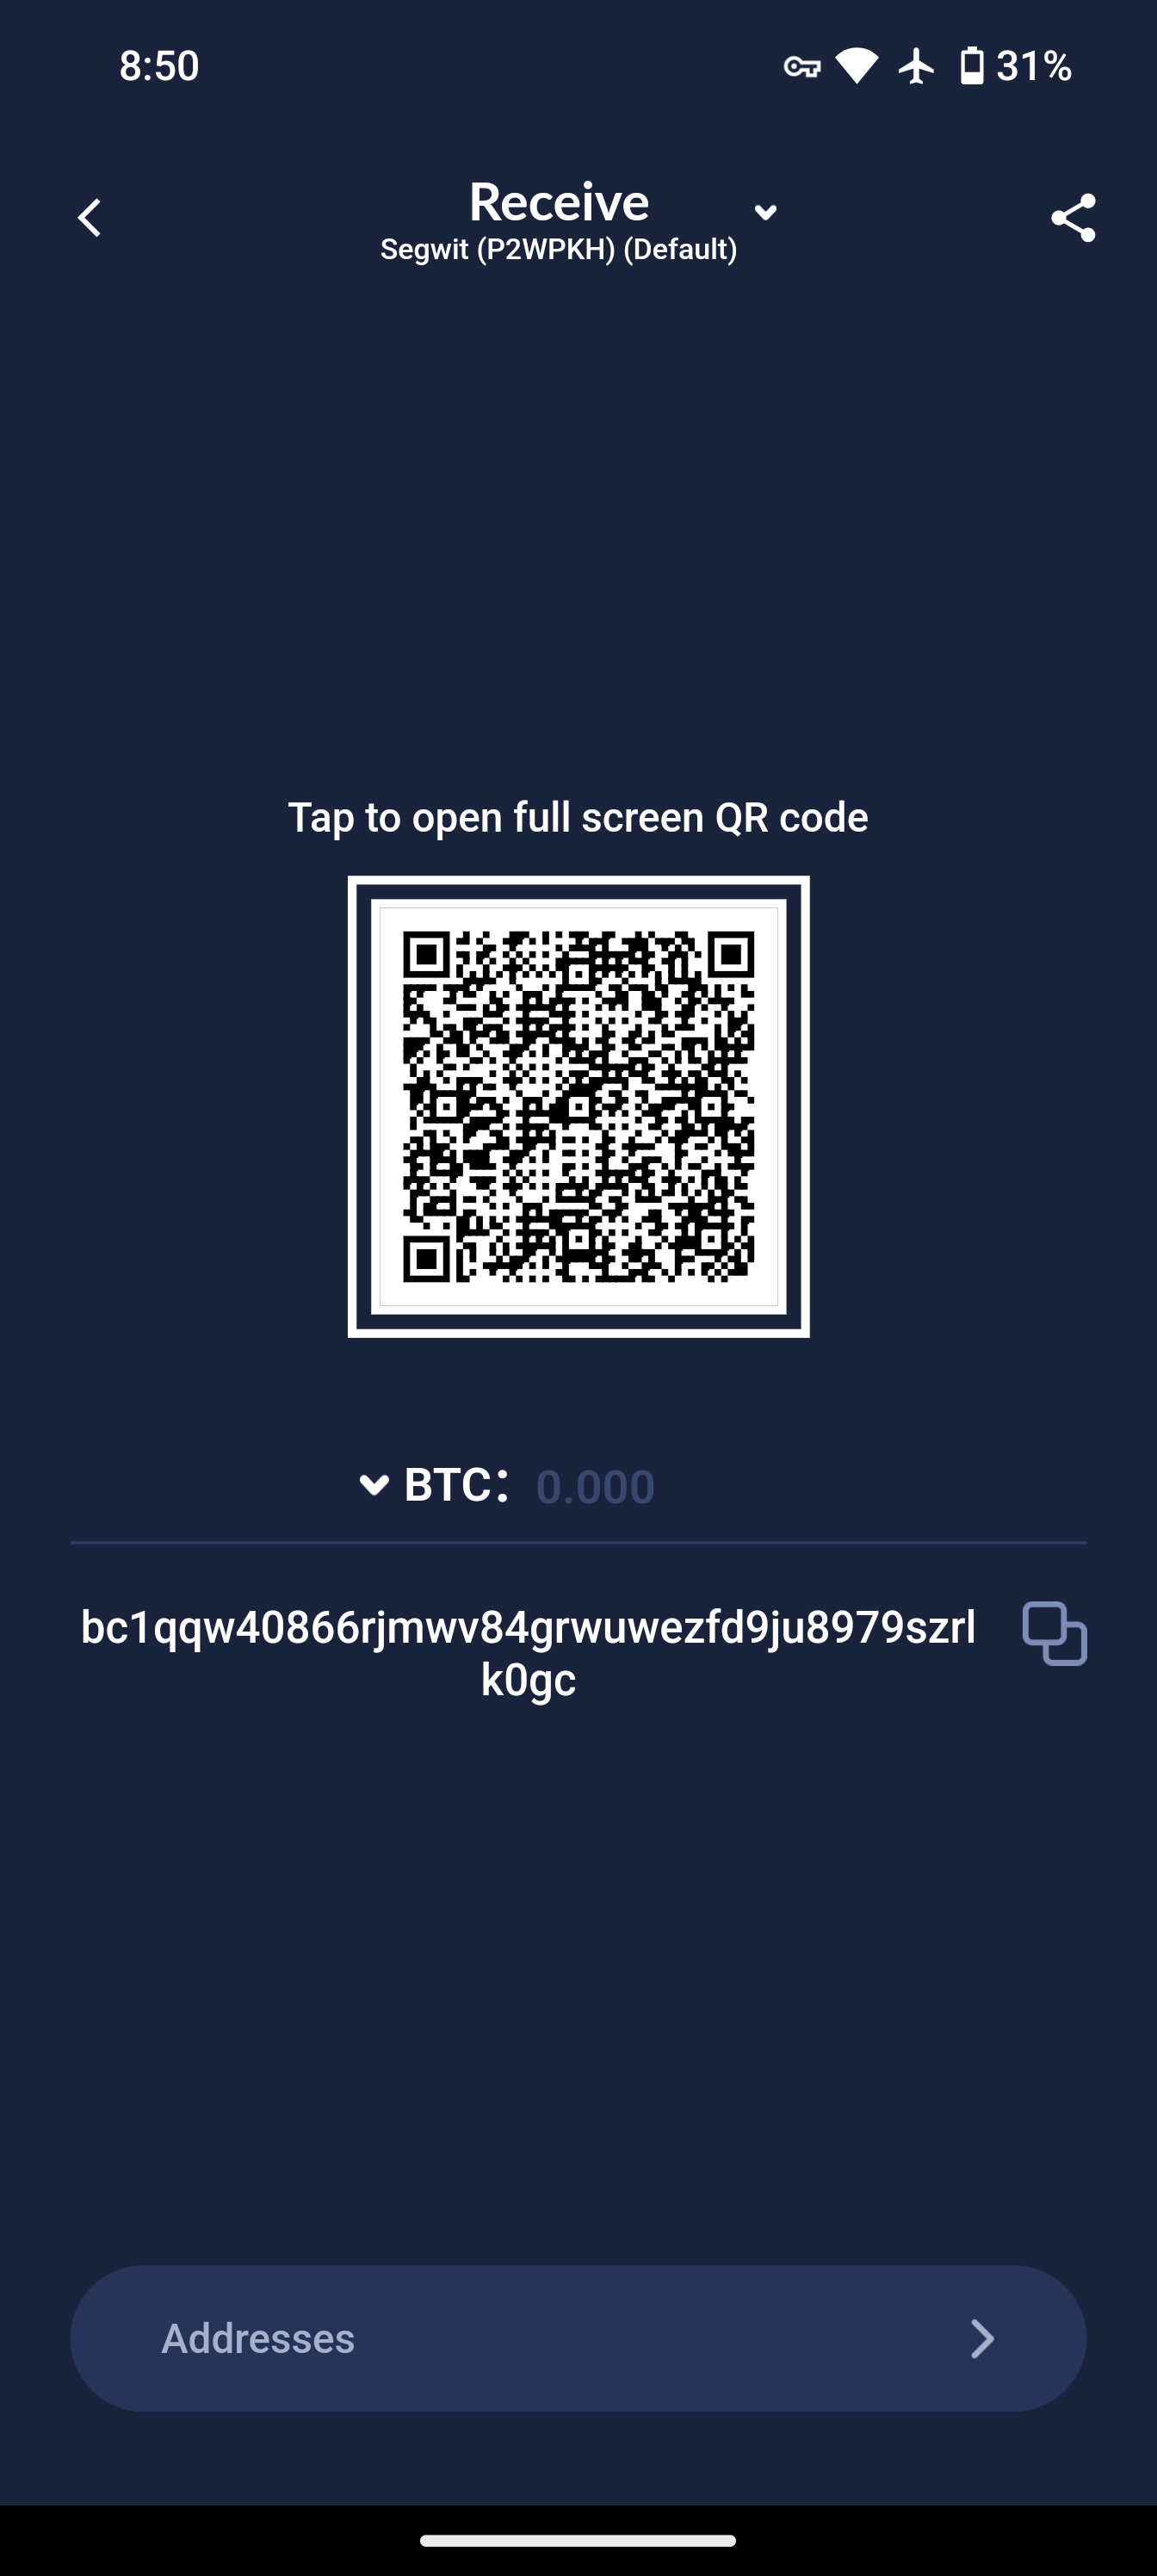 8:50
31%
Receive
Segwit (P2WPKH) (Default)
Tap to open full screen QR code
BTC: 0.000
bc1qqw40866rjmwv84grwuwezfd9ju8979szrl
k0gc
Addresses